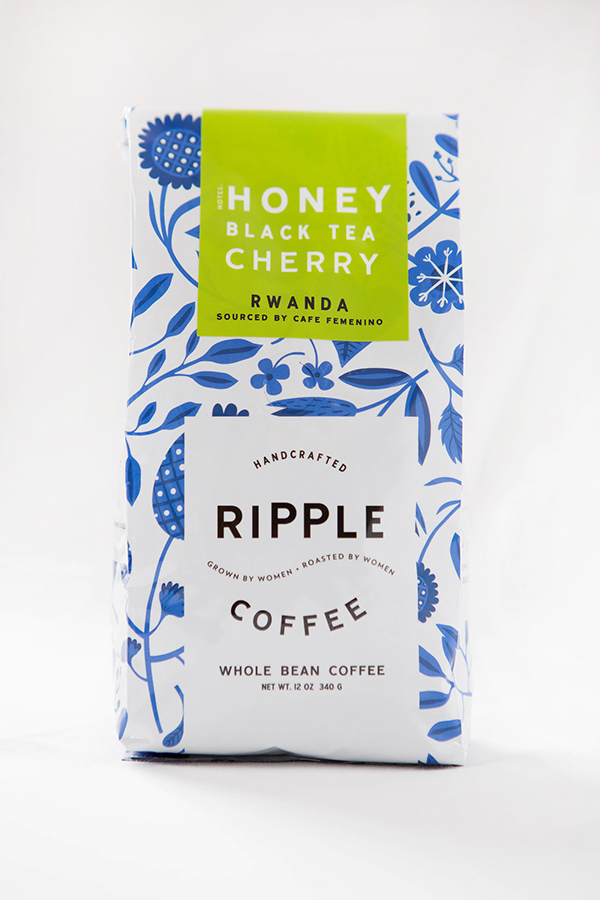 NOTES:
HONEY
BLACK TEA
CHERRY
RWANDA
SOURCED BY CAFE FEMENINO
HANDCRAFTED
RIPPLE
GROWN BY WOMEN • ROASTED BY WOMEN
COFFEE
WHOLE BEAN COFFEE
NET WT. 12 OZ 340 G